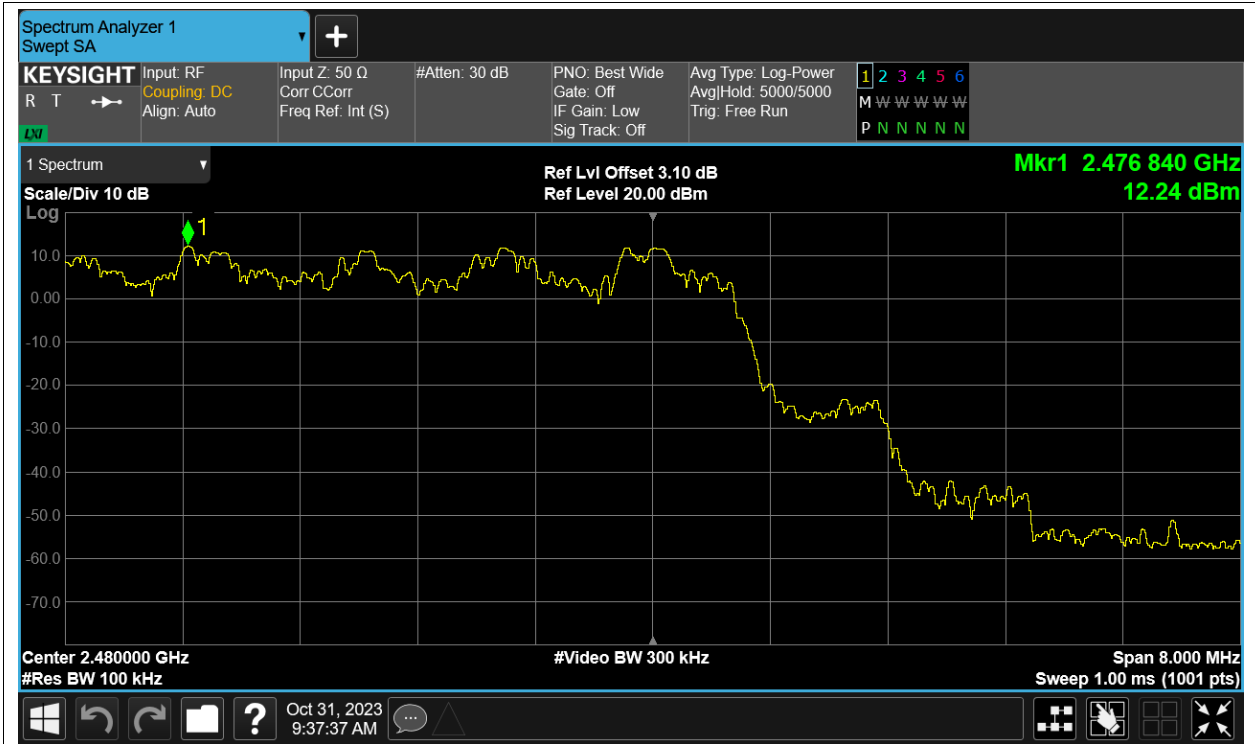 Spectrum Analyzer 1
Swept SA
+
KEYSIGHT
R T
LXI
Input: RF
Coupling: DC
Align: Auto
Input Z: 50 Ω
Corr CCorr
Freq Ref: Int (S)
#Atten: 30 dB
PNO: Best Wide
Gate: Off
IF Gain: Low
Sig Track: Off
Avg Type: Log-Power
Avg|Hold: 5000/5000
Trig: Free Run
1 2 3 4 5 6
M W W W W W
P N N N N N
1 Spectrum
Scale/Div 10 dB
Log
Ref Lvl Offset 3.10 dB
Ref Level 20.00 dBm
Mkr1 2.476 840 GHz
12.24 dBm
1
10.0
0.00
-10.0
-20.0
-30.0
-40.0
-50.0
-60.0
-70.0
Center 2.480000 GHz
#Video BW 300 kHz
Span 8.000 MHz
#Res BW 100 kHz
Sweep 1.00 ms (1001 pts)
?
Oct 31, 2023
9:37:37 AM